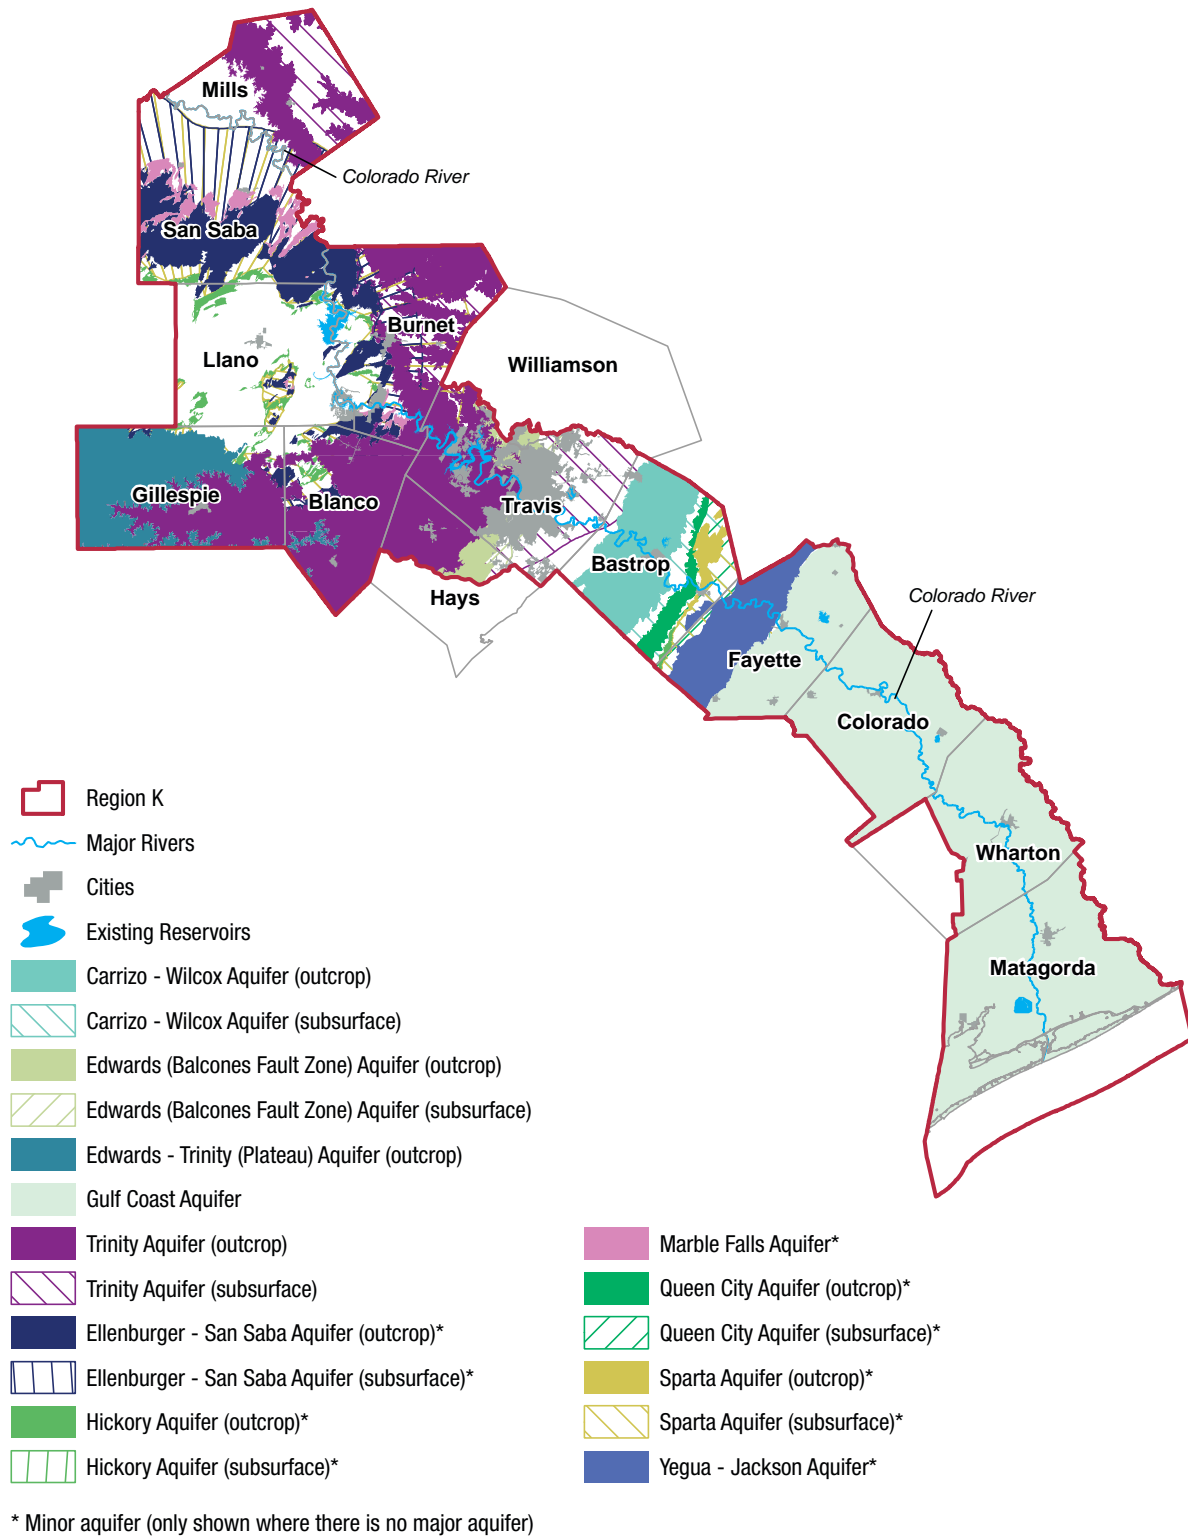 Mills
Colorado River
San Saba
Burnet
Llano
Williamson
Gillespie
Blanco
Travis
Bastrop
Hays
Colorado River
Fayette
Colorado
Wharton
Matagorda
Region K
Major Rivers
Cities
Existing Reservoirs
Carrizo - Wilcox Aquifer (outcrop)
Carrizo - Wilcox Aquifer (subsurface)
Edwards (Balcones Fault Zone) Aquifer (outcrop)
Edwards (Balcones Fault Zone) Aquifer (subsurface)
Edwards - Trinity (Plateau) Aquifer (outcrop)
Gulf Coast Aquifer
Trinity Aquifer (outcrop)
Trinity Aquifer (subsurface)
Ellenburger - San Saba Aquifer (outcrop)*
Ellenburger - San Saba Aquifer (subsurface)*
Hickory Aquifer (outcrop)*
Hickory Aquifer (subsurface)*
Marble Falls Aquifer*
Queen City Aquifer (outcrop)*
Queen City Aquifer (subsurface)*
Sparta Aquifer (outcrop)*
Sparta Aquifer (subsurface)*
Yegua - Jackson Aquifer*
* Minor aquifer (only shown where there is no major aquifer)